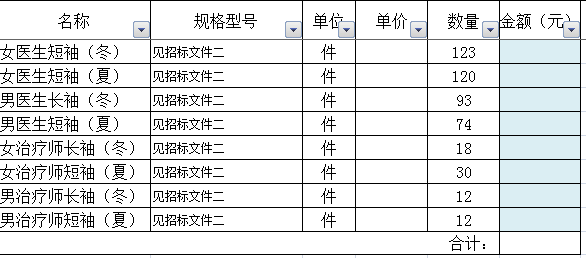 名称 规格型号 单位 单价 数量 金额（元）
女医生短袖（冬） 见招标文件二 件 123
女医生短袖（夏） 见招标文件二 件 120
男医生长袖（冬） 见招标文件二 件 93
男医生短袖（夏） 见招标文件二 件 74
女治疗师长袖（冬） 见招标文件二 件 18
女治疗师短袖（夏） 见招标文件二 件 30
男治疗师长袖（冬） 见招标文件二 件 12
男治疗师短袖（夏） 见招标文件二 件 12
合计：